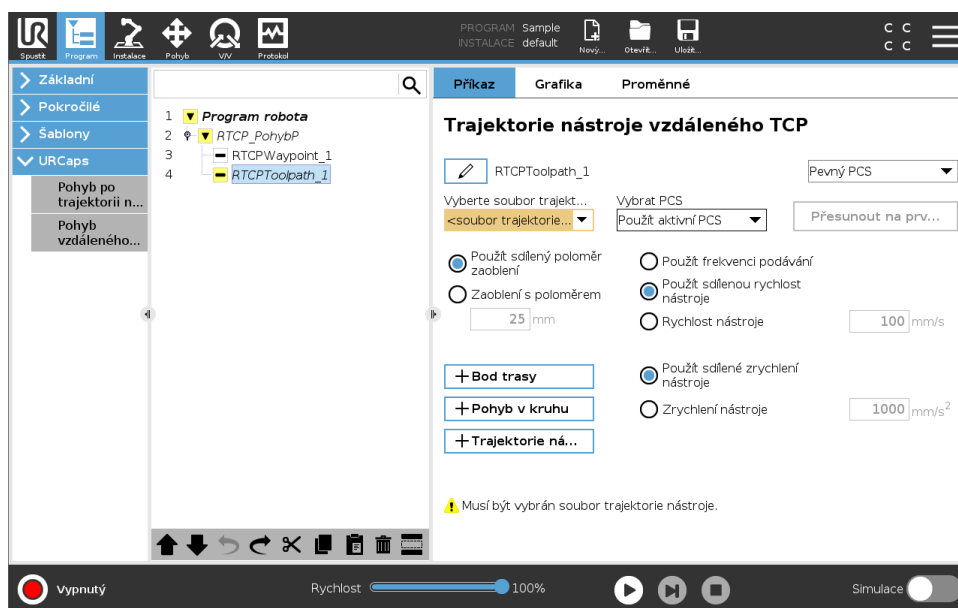 PROGRAM Sample
INSTALACE default
C C
C C
Spustit Program Instalace Pohyb V/V Protokol Nový... Otevřít... Uložit...
Základní
Pokročilé
Šablony
URCaps
Pohyb po
trajektorii n...
Pohyb
vzdáleného...
1 Program robota
2 RTCP_PohybP
3 RTCPWaypoint_1
4 RTCPToolpath_1
Příkaz Grafika Proměnné
Trajektorie nástroje vzdáleného TCP
RTCPToolpath_1 Pevný PCS
Vyberte soubor trajekt... Vybrat PCS
<soubor trajektorie... Použít aktivní PCS Přesunout na prv...
Použít sdílený poloměr
zaoblení
Zaoblení s poloměrem
25 mm
Použít frekvenci podávání
Použít sdílenou rychlost
nástroje
Rychlost nástroje 100 mm/s
+ Bod trasy
+ Pohyb v kruhu
+ Trajektorie ná...
Použít sdílené zrychlení
nástroje
Zrychlení nástroje 1000 mm/s²
Musí být vybrán soubor trajektorie nástroje.
Vypnutý Rychlost 100% Simulace